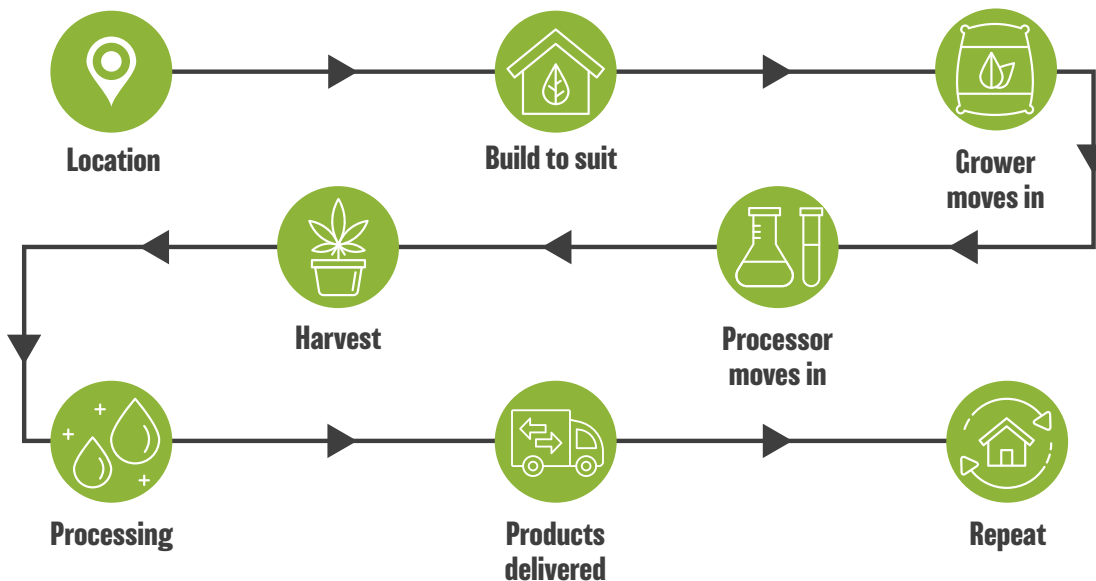 Location
Build to suit
Grower
moves in
Processor
moves in
Harvest
Processing
Products
delivered
Repeat